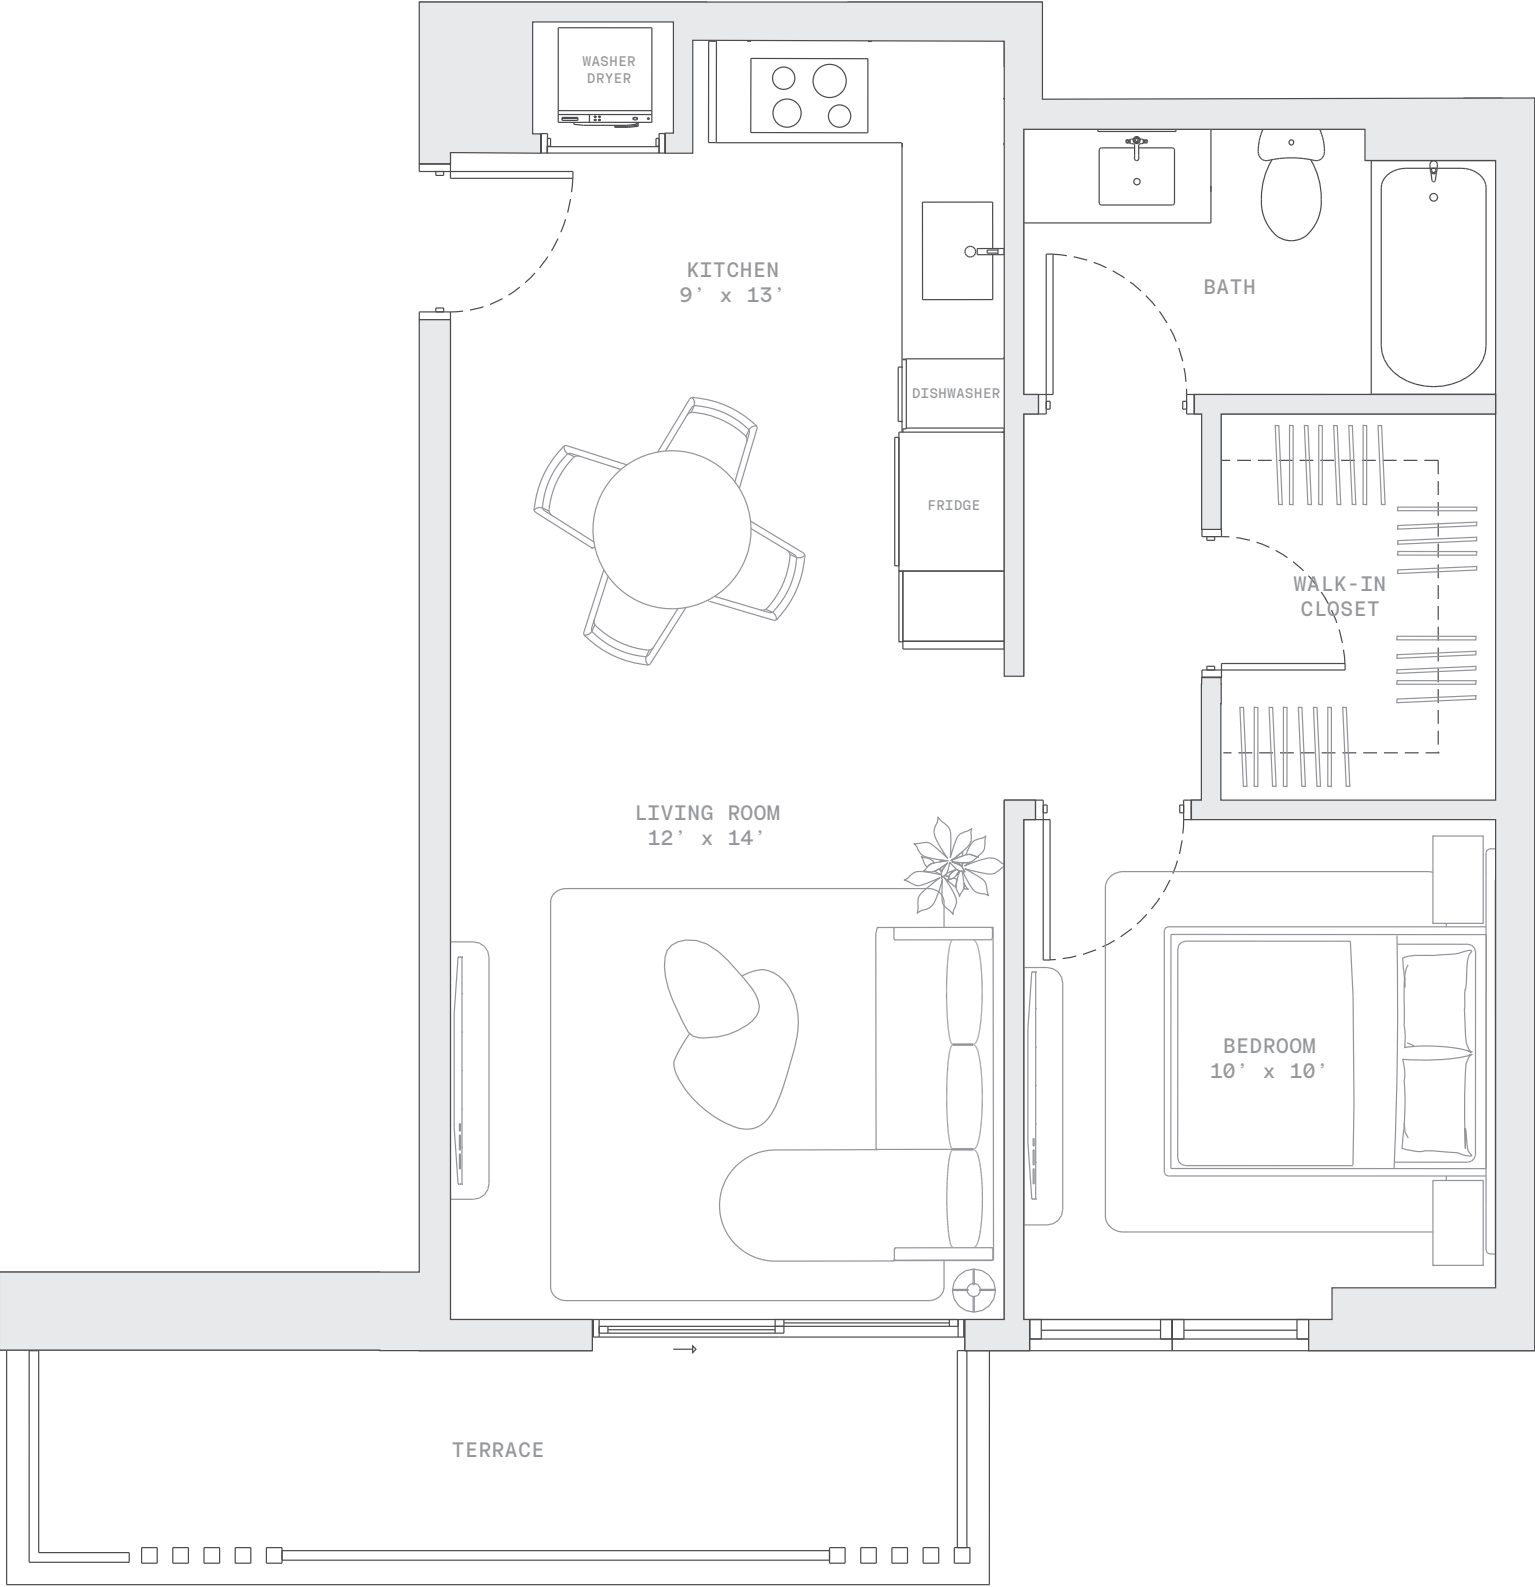 WASHER
DRYER
KITCHEN
9' x 13'
BATH
DISHWASHER
FRIDGE
WALK-IN
CLOSET
LIVING ROOM
12' x 14'
BEDROOM
10' x 10'
TERRACE